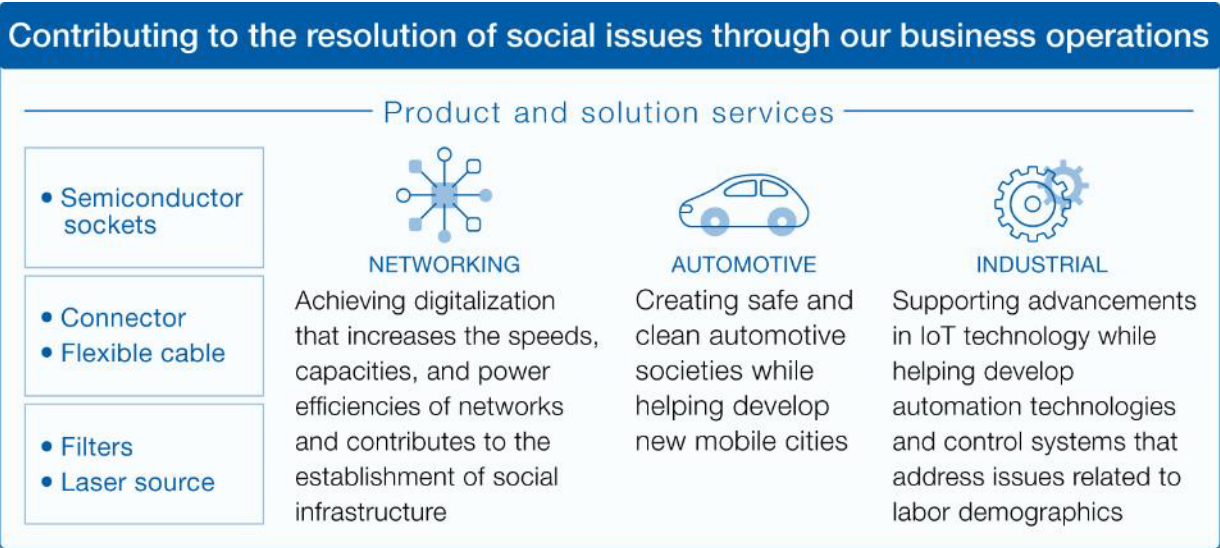 Contributing to the resolution of social issues through our business operations
Product and solution services
• Semiconductor
sockets
• Connector
• Flexible cable
• Filters
• Laser source
NETWORKING
Achieving digitalization
that increases the speeds,
capacities, and power
efficiencies of networks
and contributes to the
establishment of social
infrastructure
AUTOMOTIVE
Creating safe and
clean automotive
societies while
helping develop
new mobile cities
INDUSTRIAL
Supporting advancements
in IoT technology while
helping develop
automation technologies
and control systems that
address issues related to
labor demographics